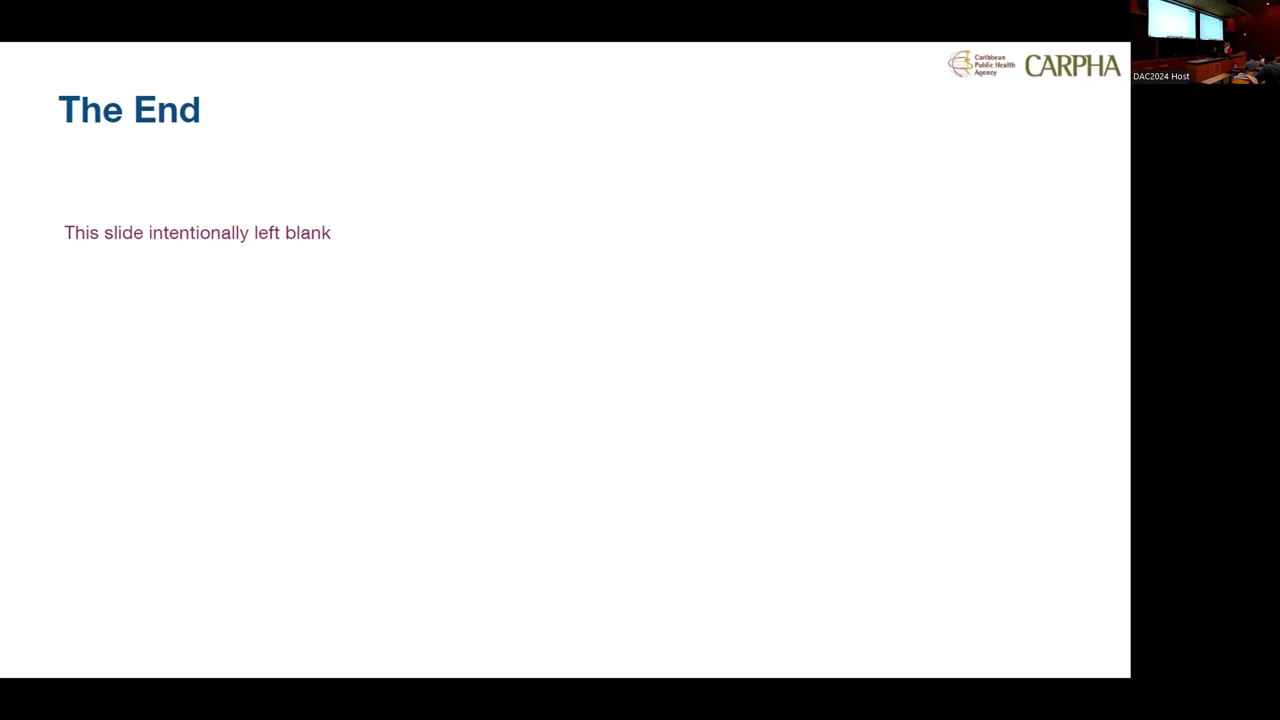 Caribbean
Public Health
Agency
CARPHA
DAC2024 Host
The End
This slide intentionally left blank